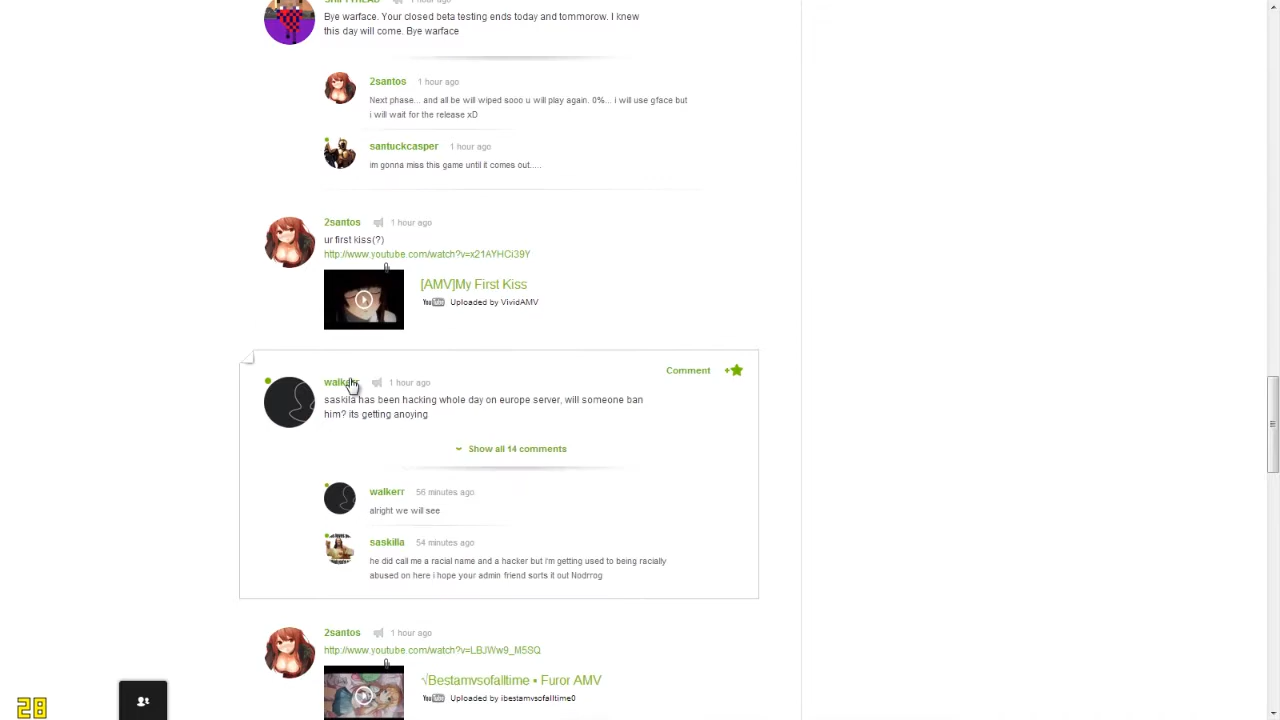 Bye warface. Your closed beta testing ends today and tommorow. I knew
this day will come. Bye warface
2santos 1 hour ago
Next phase... and all be will wiped sooo u will play again. 0%... i will use gface but
i will wait for the release xD
santuckcasper 1 hour ago
im gonna miss this game until it comes out.....
2santos 1 hour ago
ur first kiss(?)
http://www.youtube.com/watch?v=x21AYHCi39Y
[AMV]My First Kiss
YouTube Uploaded by VividAMV
Comment +
walkerr 1 hour ago
saskila has been hacking whole day on europe server, will someone ban
him? its getting anoying
Show all 14 comments
walkerr 56 minutes ago
alright we will see
saskilla 54 minutes ago
he did call me a racial name and a hacker but i'm getting used to being racially
abused on here i hope your admin friend sorts it out Nodrrog
2santos 1 hour ago
http://www.youtube.com/watch?v=LBJWw9_M5SQ
√Bestamvsofalltime • Furor AMV
YouTube Uploaded by ibestamvsofalltime0
28